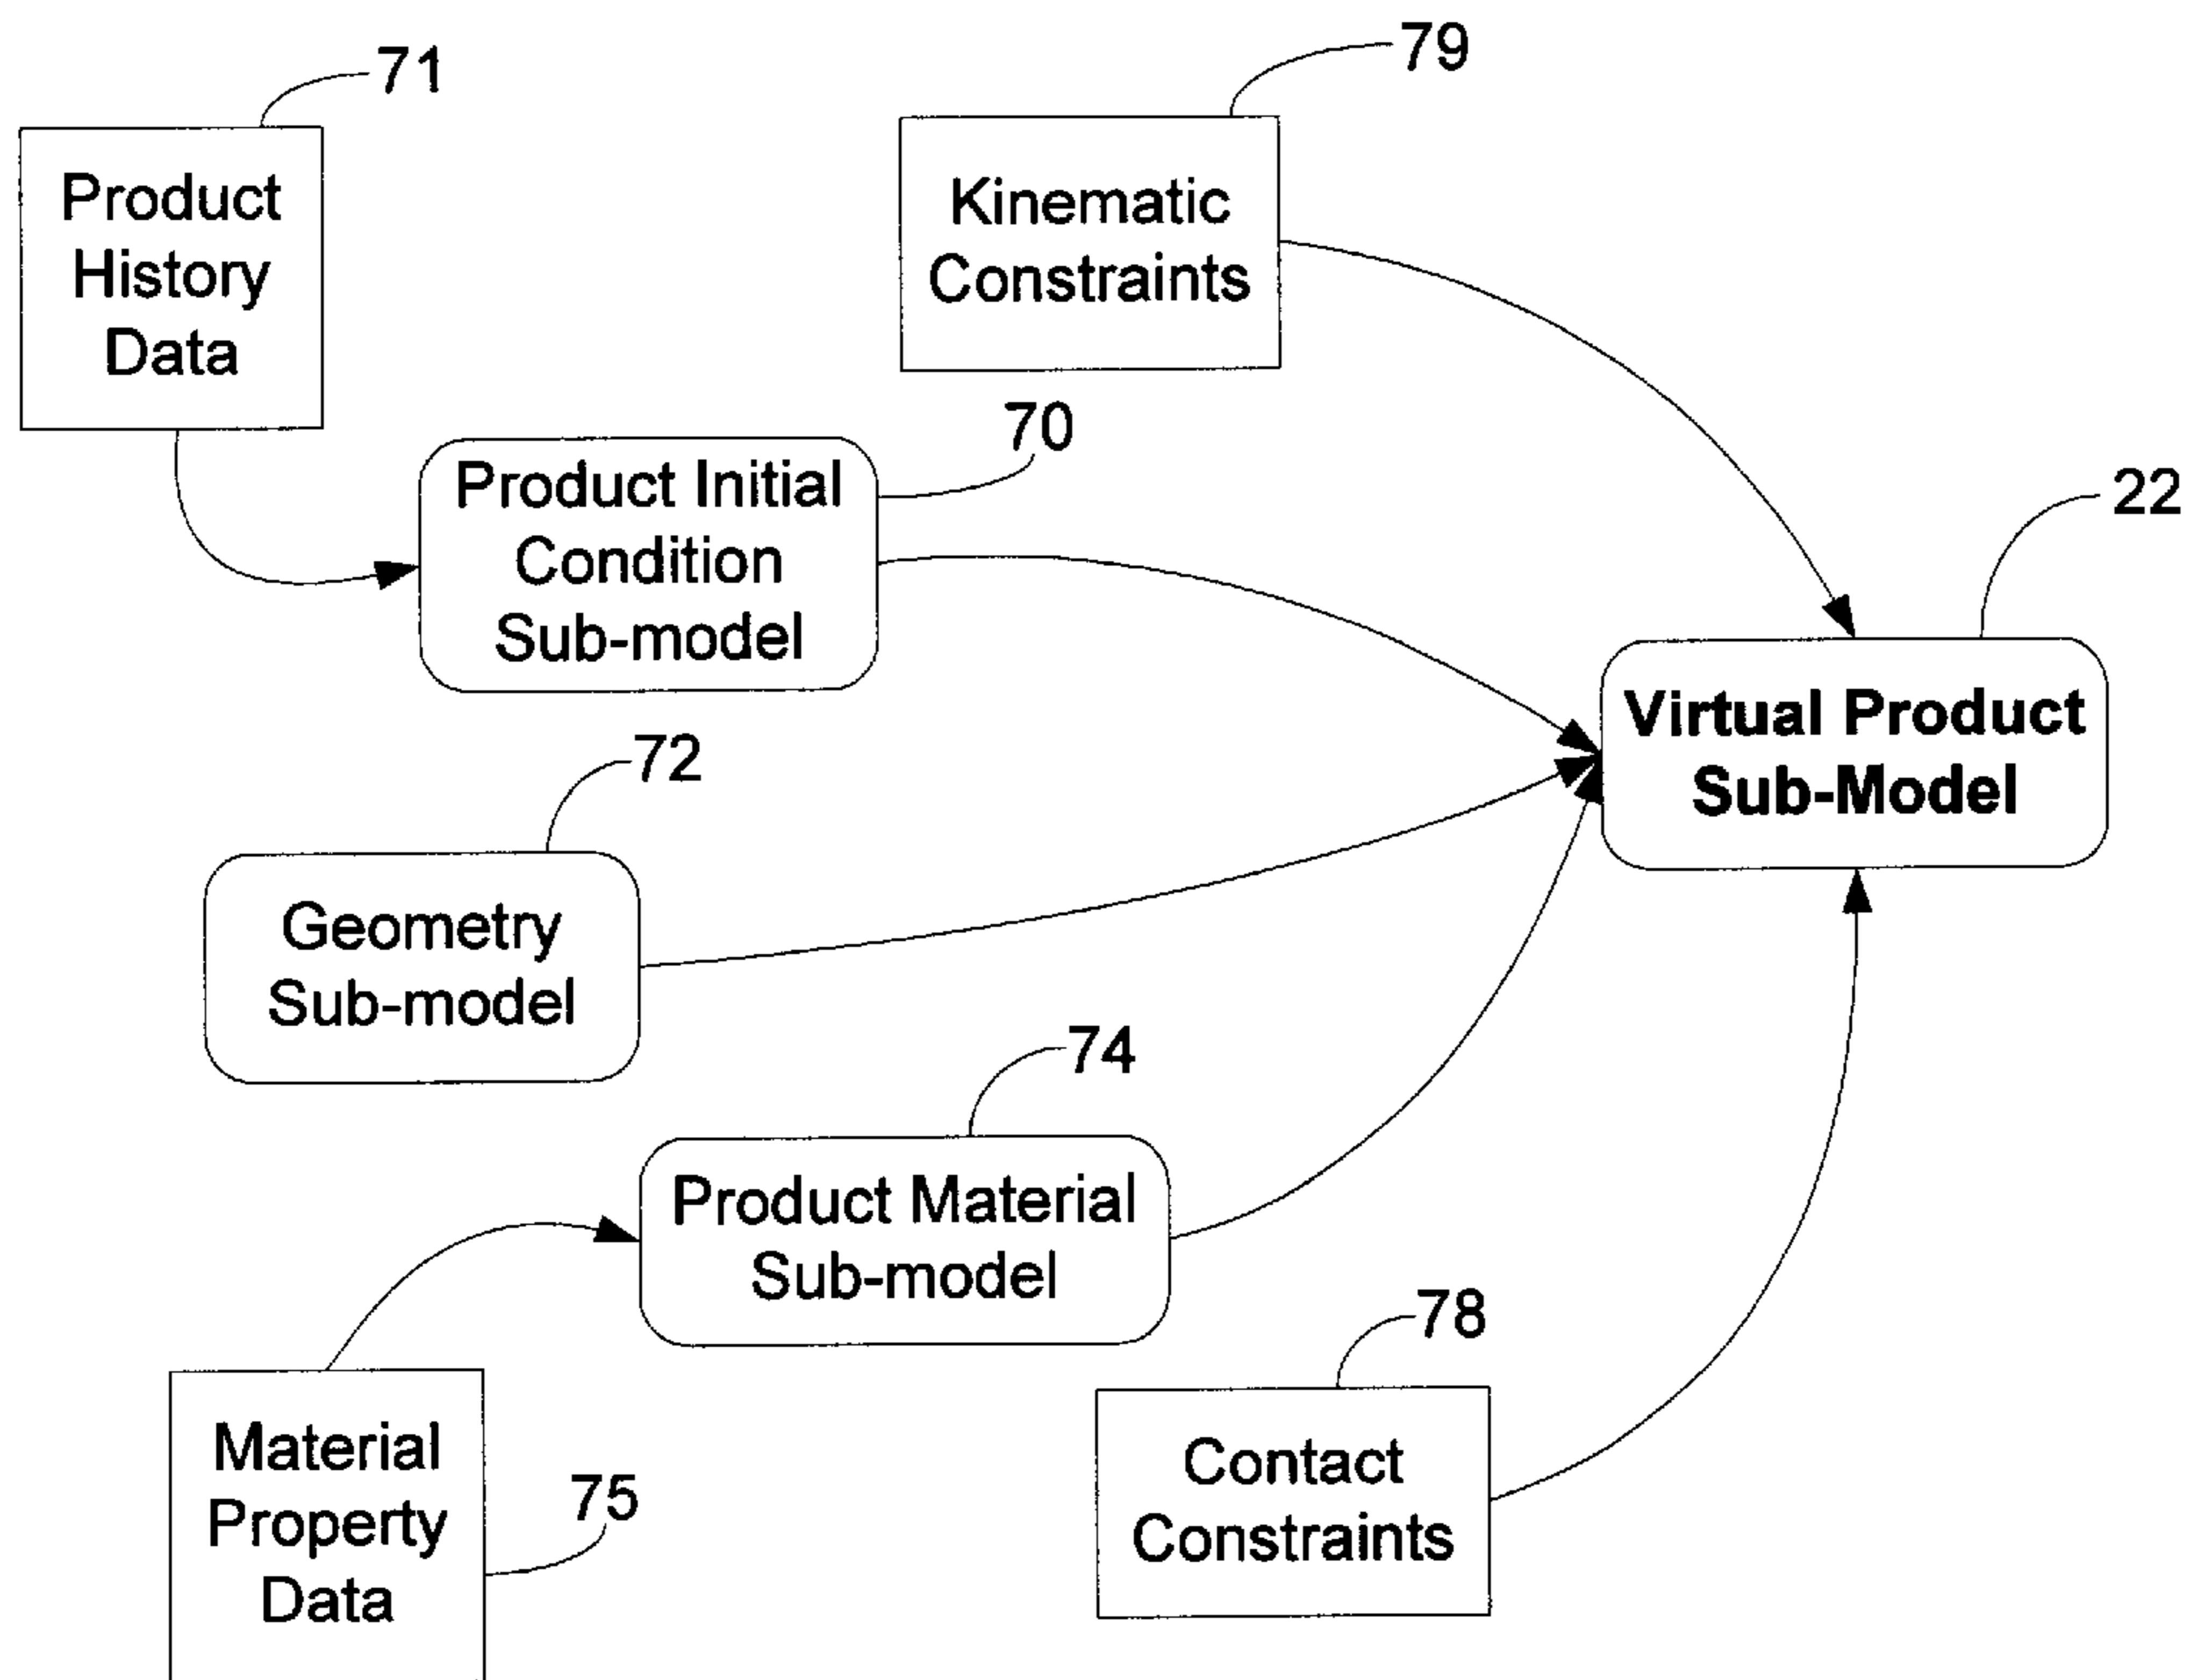 71
Product
History
Data
79
Kinematic
Constraints
70
Product Initial
Condition
Sub-model
22
Virtual Product
Sub-Model
72
Geometry
Sub-model
74
Product Material
Sub-model
75
Material
Property
Data
78
Contact
Constraints